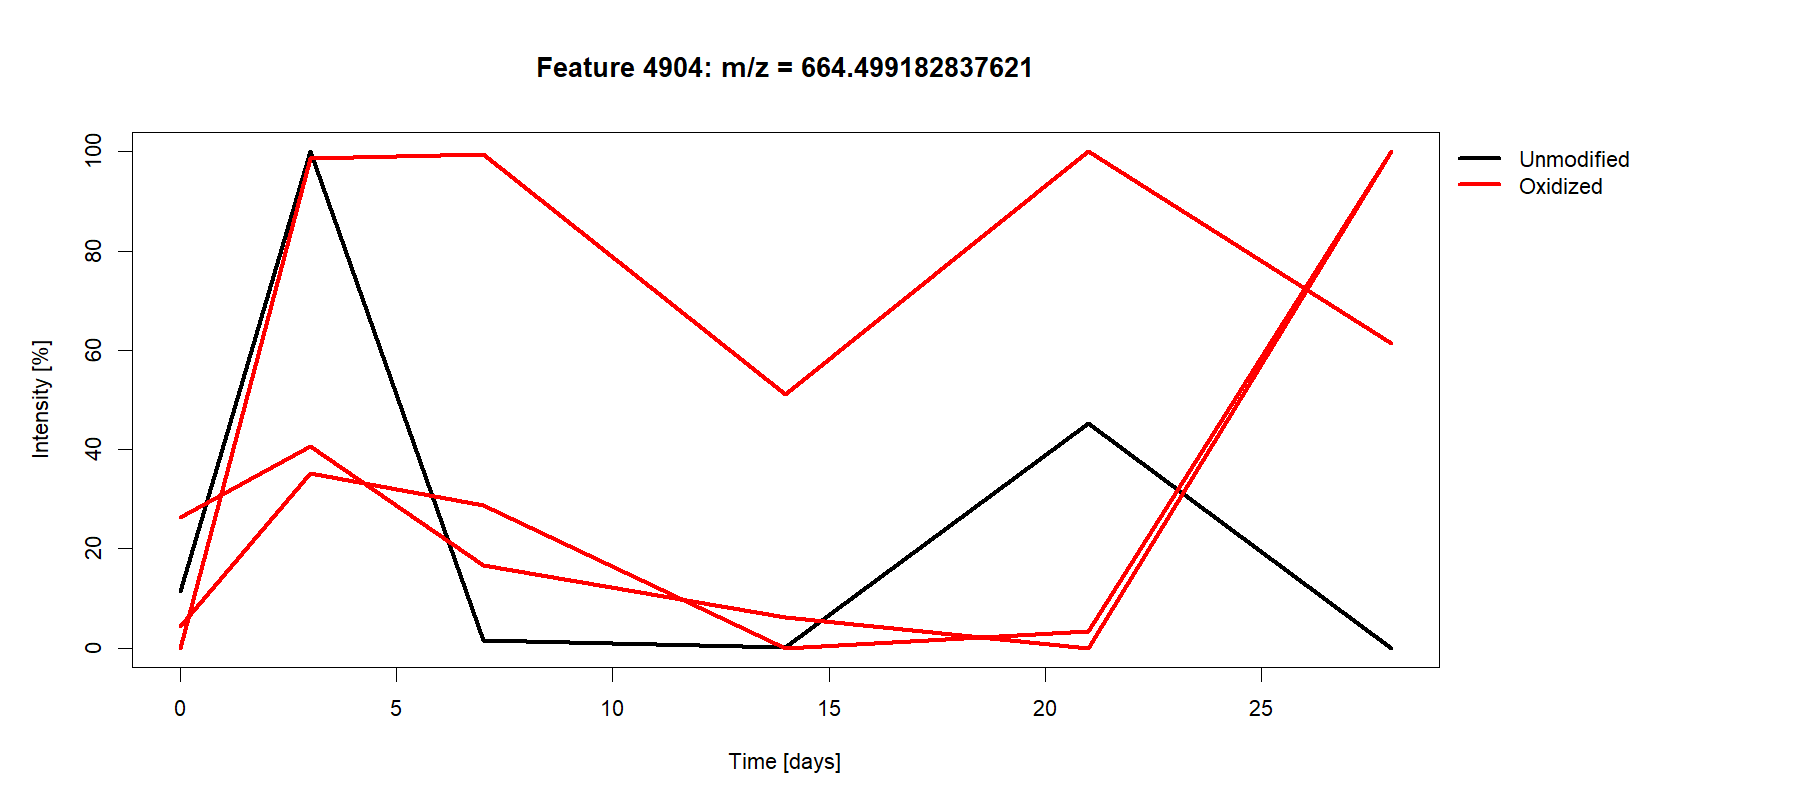 Feature 4904: m/z = 664.499182837621
Unmodified
Oxidized
Intensity [%]
100
80
60
40
20
0
0 5 10 15 20 25
Time [days]